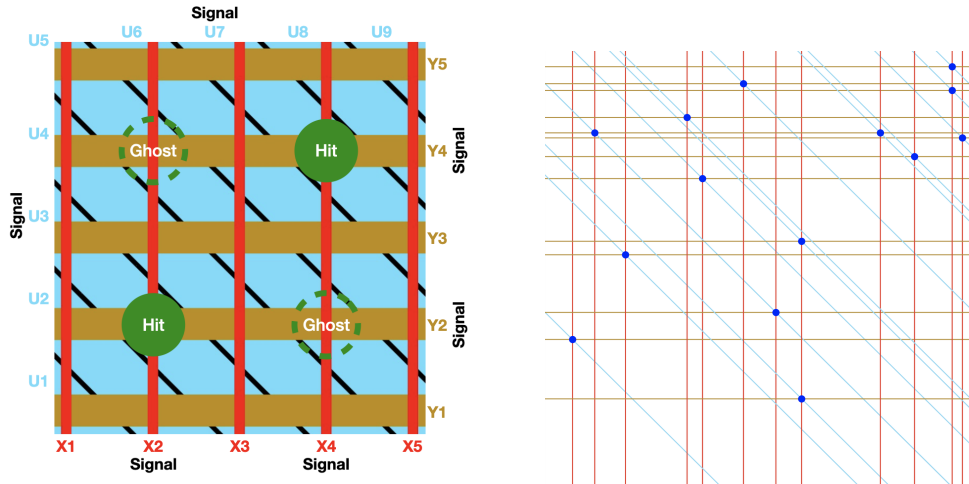 Signal
U5 U6 U7 U8 U9
Y5
U4
Ghost Hit Y4
Signal
Signal
U3
Y3
U2
Hit Ghost Y2
Signal
U1
Y1
X1 X2 X3 X4 X5
Signal Signal